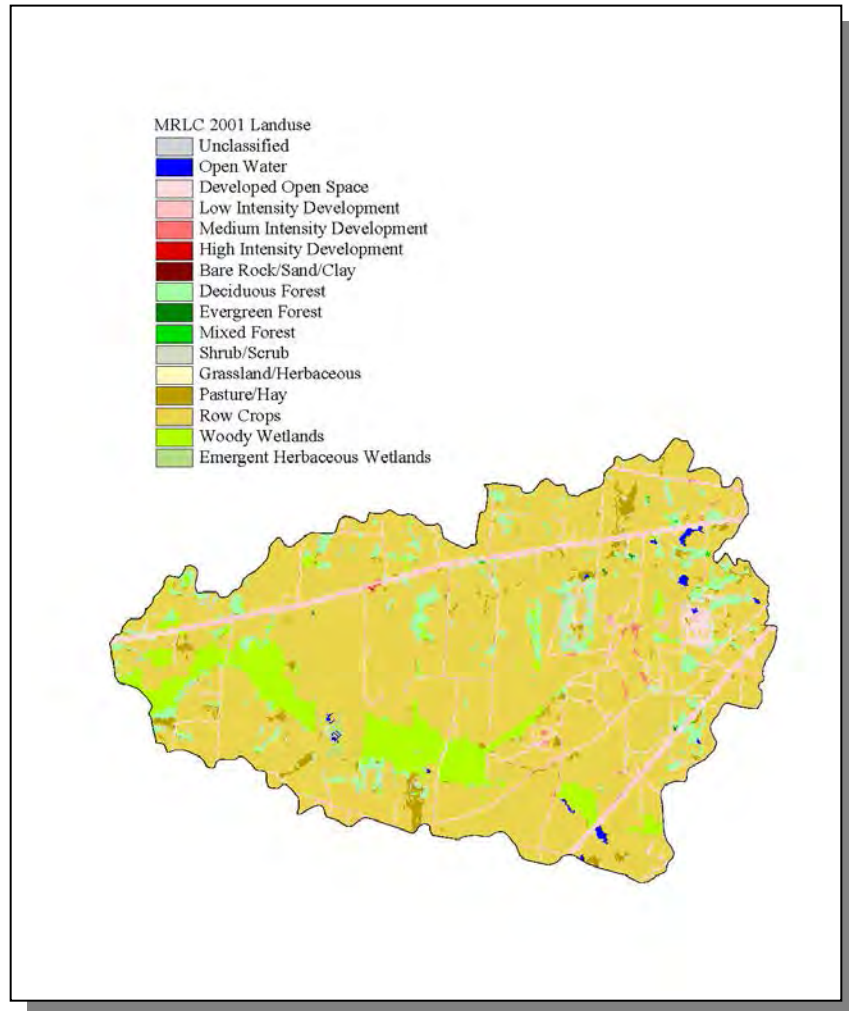 MRLC 2001 Landuse
Unclassified
Open Water
Developed Open Space
Low Intensity Development
Medium Intensity Development
High Intensity Development
Bare Rock/Sand/Clay
Deciduous Forest
Evergreen Forest
Mixed Forest
Shrub/Scrub
Grassland/Herbaceous
Pasture/Hay
Row Crops
Woody Wetlands
Emergent Herbaceous Wetlands